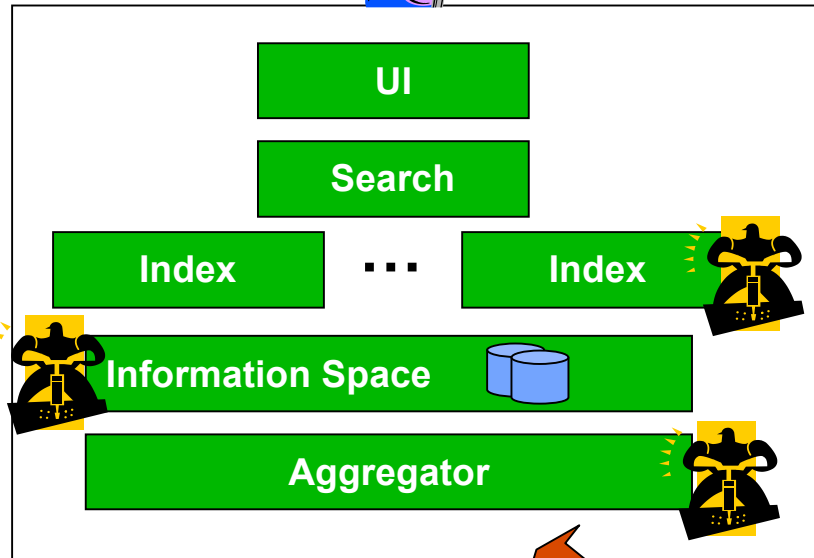 UI
Search
Index ... Index
Information Space
Aggregator